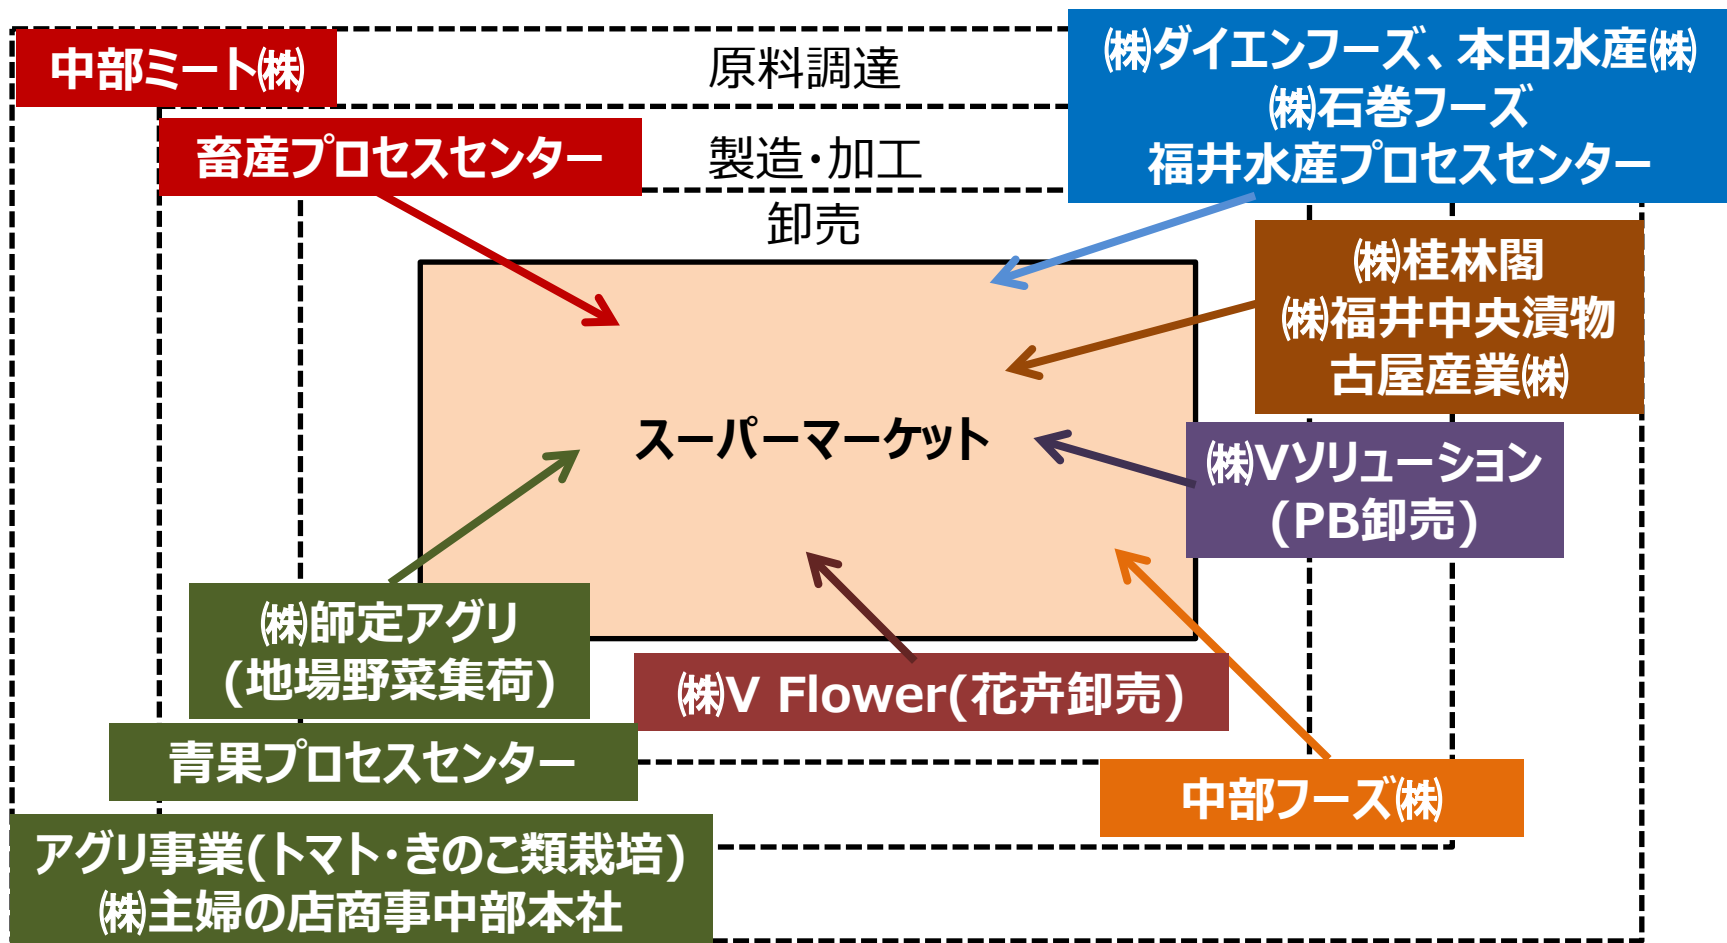 中部ミート㈱
原料調達
㈱ダイエンフーズ、本田水産㈱
㈱石巻フーズ
福井水産プロセスセンター
畜産プロセスセンター
製造・加工
卸売
㈱桂林閣
㈱福井中央漬物
古屋産業㈱
スーパーマーケット
㈱Vソリューション
(PB卸売)
㈱師定アグリ
(地場野菜集荷)
㈱V Flower(花卉卸売)
青果プロセスセンター
中部フーズ㈱
アグリ事業(トマト・きのこ類栽培)
㈱主婦の店商事中部本社